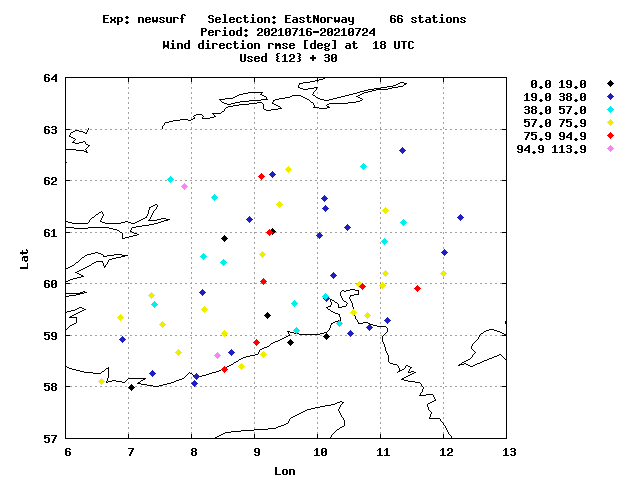 Exp: newsurf   Selection: EastNorway     66 stations
Period: 20210716-20210724
Wind direction rmse [deg] at  18 UTC
Used {12} + 30
0.0 19.0
19.0 38.0
38.0 57.0
57.0 75.9
75.9 94.9
94.9 113.9
64
63
62
61
60
59
58
57
Lat
6 7 8 9 10 11 12 13
Lon